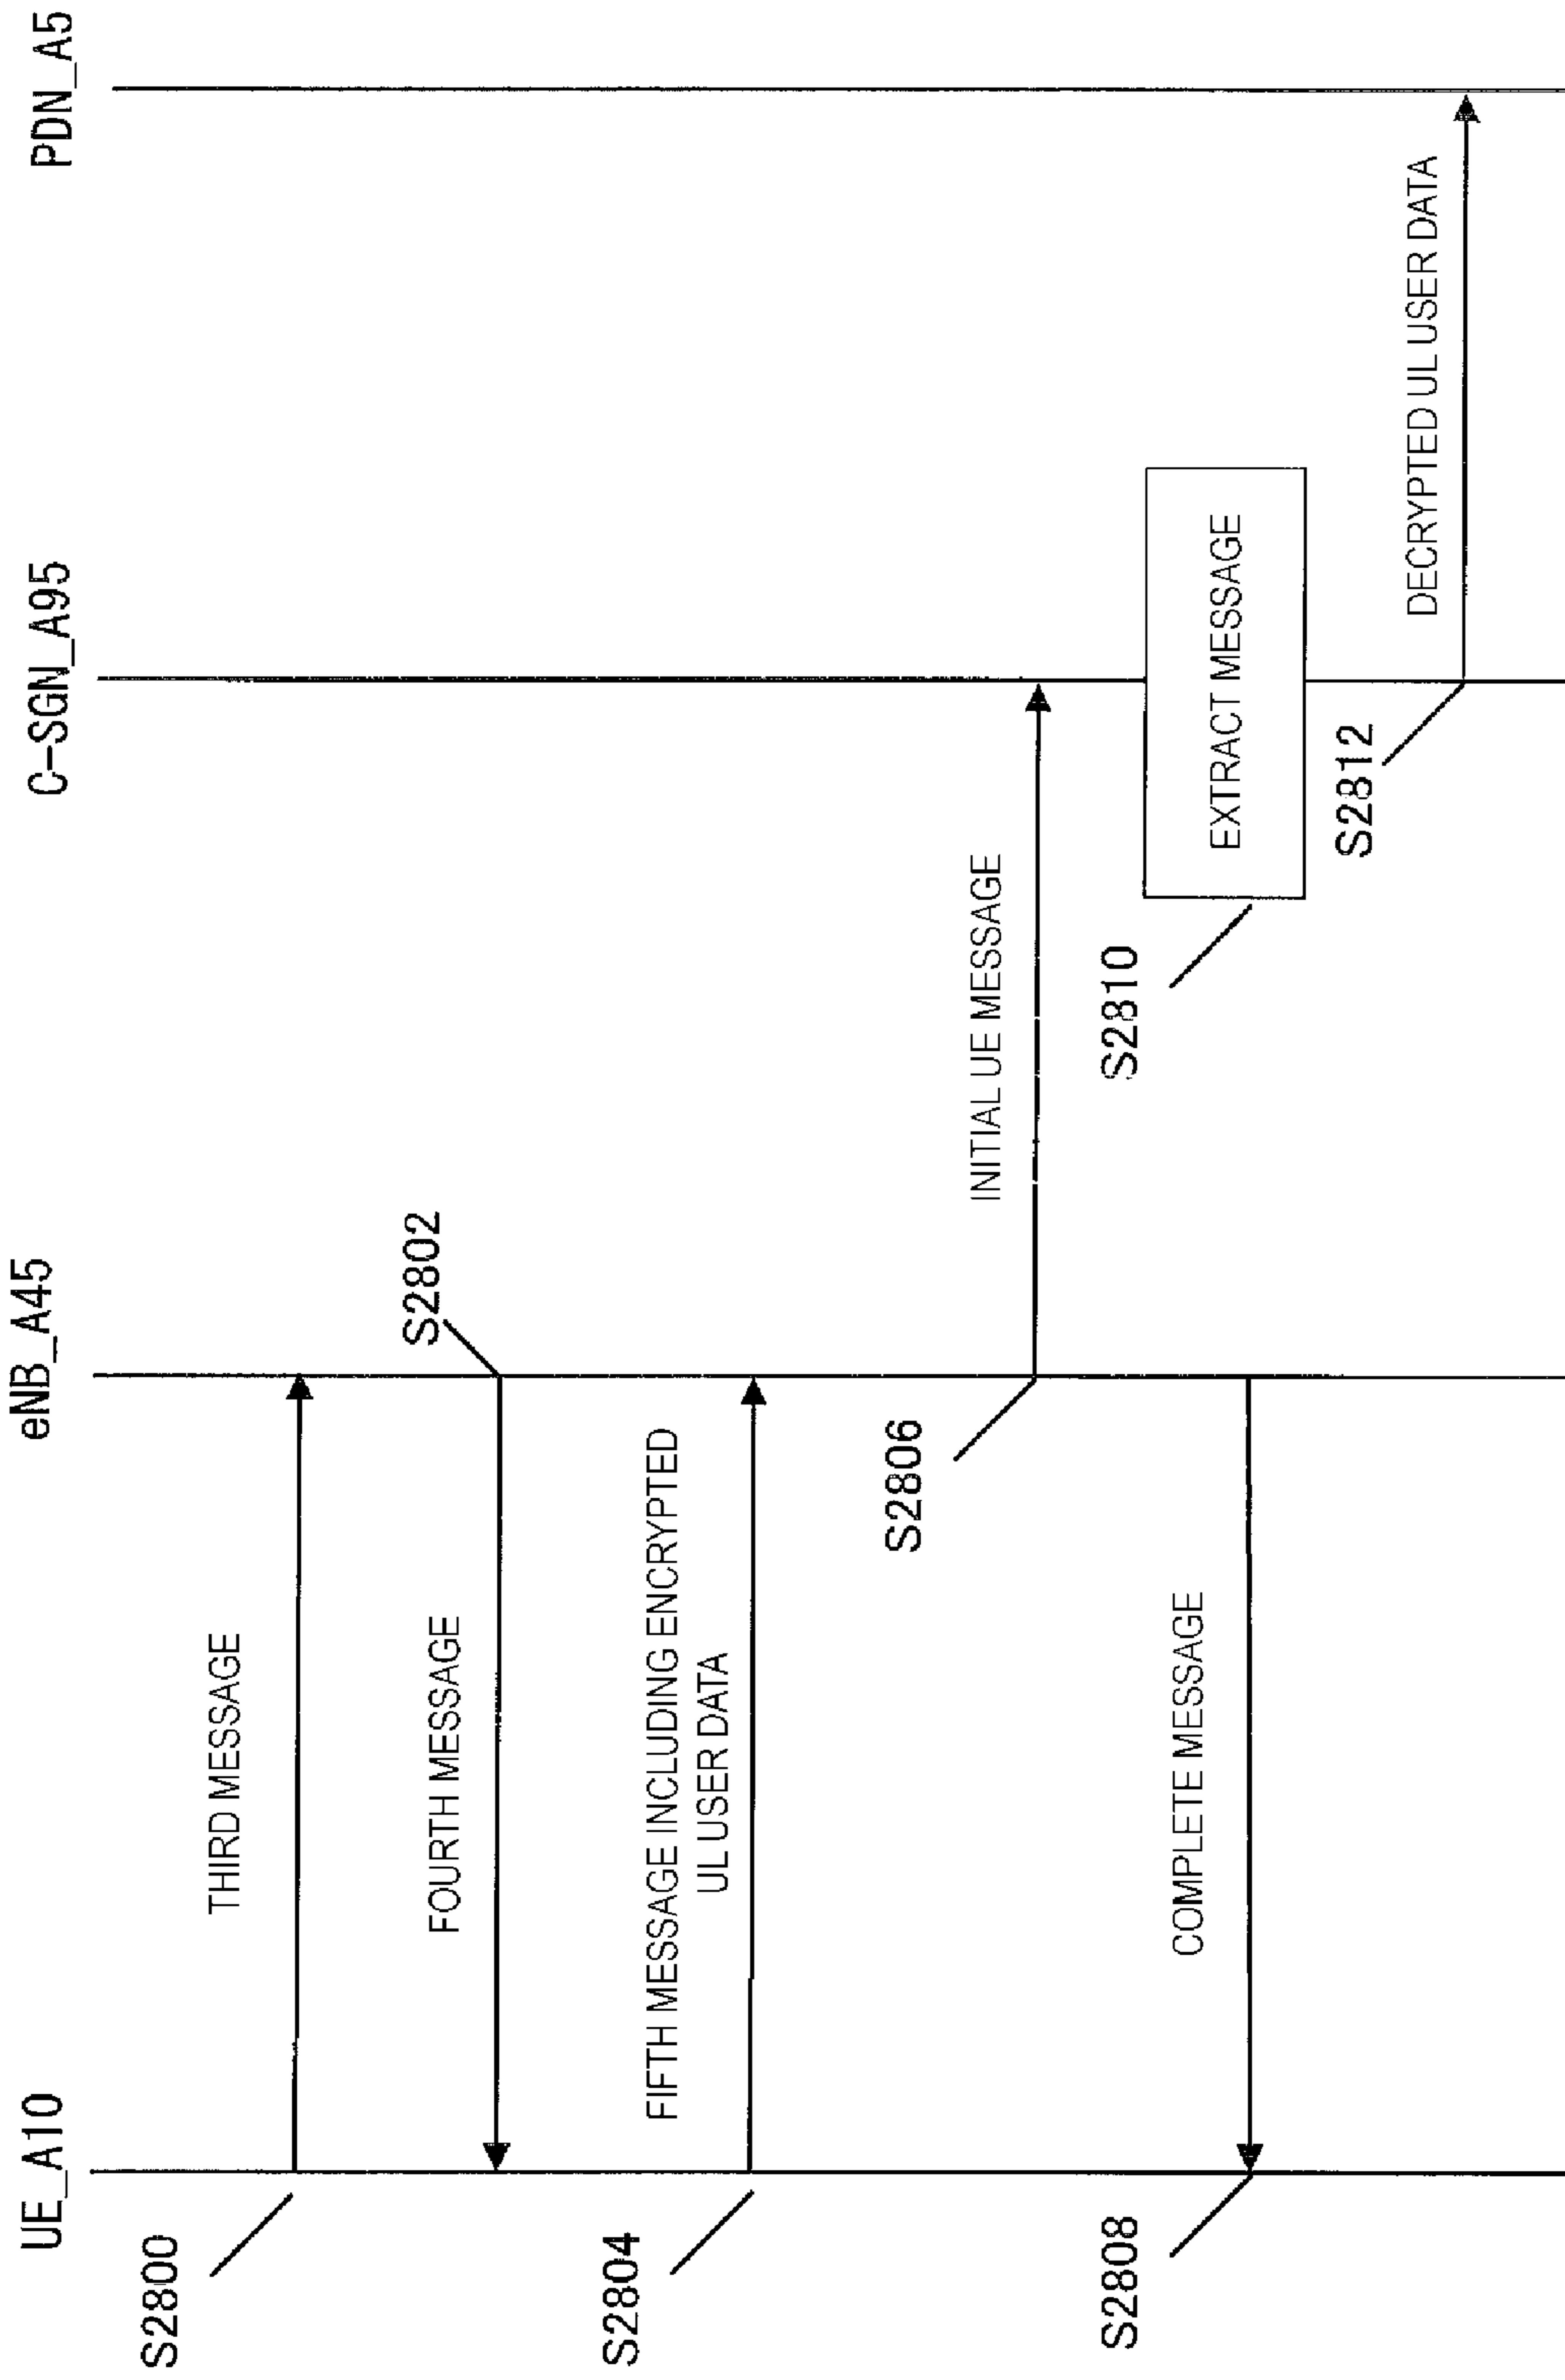 UE_A10
eNB_A45
C-SGN_A95
PDN_A5
S2800
THIRD MESSAGE
S2802
FOURTH MESSAGE
S2804
FIFTH MESSAGE INCLUDING ENCRYPTED
UL USER DATA
S2806
INITIAL UE MESSAGE
S2808
COMPLETE MESSAGE
S2810
EXTRACT MESSAGE
S2812
DECRYPTED UL USER DATA